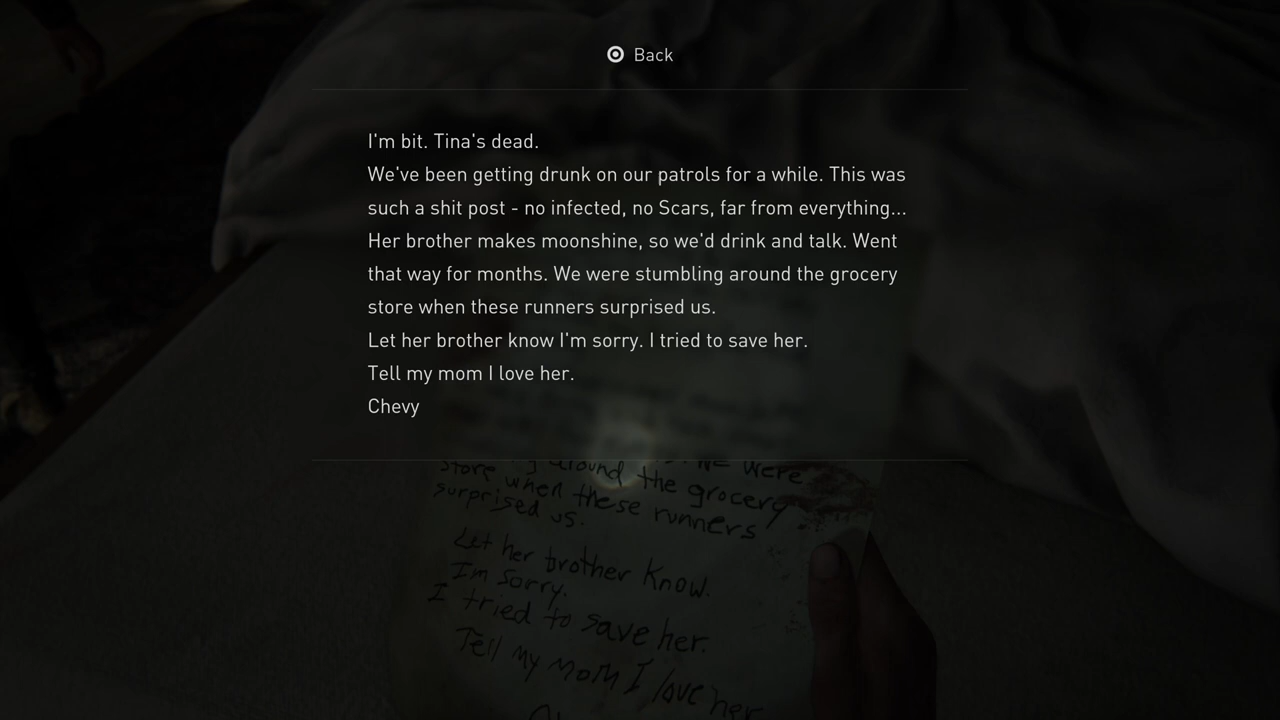 Back
I'm bit. Tina's dead.
We've been getting drunk on our patrols for a while. This was
such a shit post - no infected, no Scars, far from everything...
Her brother makes moonshine, so we'd drink and talk. Went
that way for months. We were stumbling around the grocery
store when these runners surprised us.
Let her brother know I'm sorry. I tried to save her.
Tell my mom I love her.
Chevy
around the grocery
store when these runners
surprised us.
Let her brother know.
I'm sorry.
I tried to save her.
Tell my mom I love her